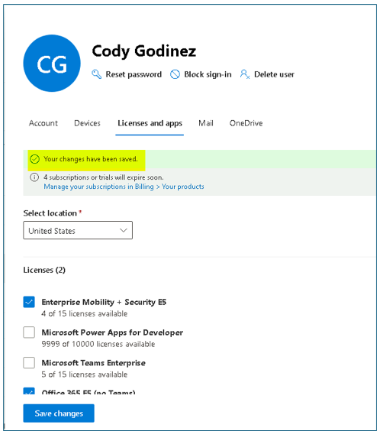 CG
Cody Godinez
Reset password Block sign-in Delete user
Account Devices Licenses and apps Mail OneDrive
Your changes have been saved.
4 subscriptions or trials will expire soon.
Manage your subscriptions in Billing > Your products
Select location *
United States
Licenses (2)
Enterprise Mobility + Security E5
4 of 15 licenses available
Microsoft Power Apps for Developer
9999 of 10000 licenses available
Microsoft Teams Enterprise
5 of 15 licenses available
Office 365 E5 (no Teams)
Save changes